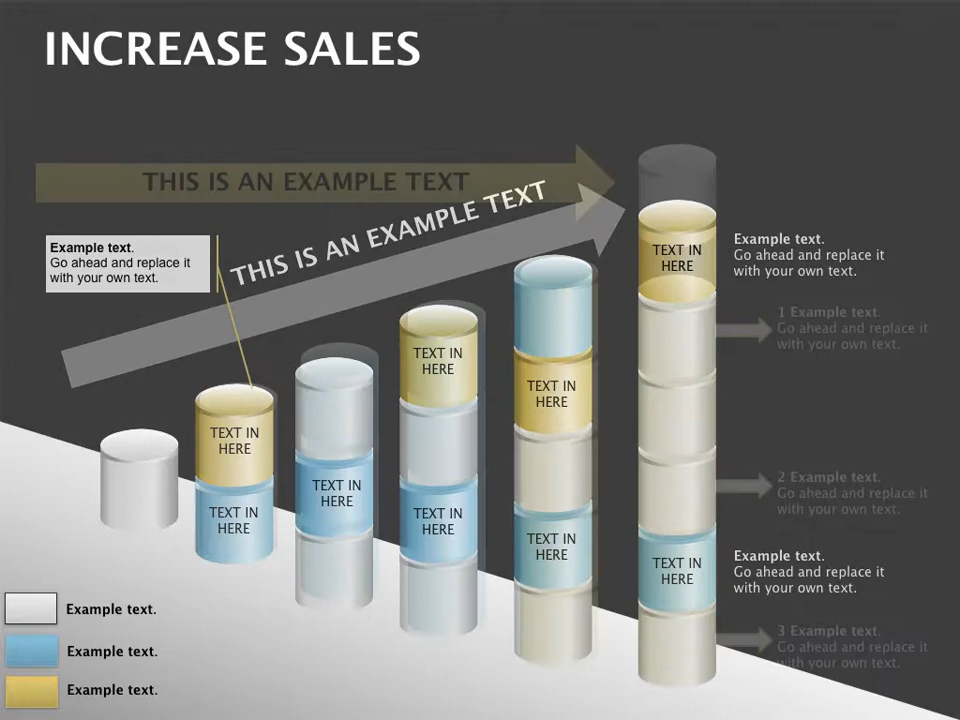 INCREASE SALES
THIS IS AN EXAMPLE TEXT
THIS IS AN EXAMPLE TEXT
Example text.
Go ahead and replace it
with your own text.
TEXT IN
HERE
TEXT IN
HERE
TEXT IN
HERE
TEXT IN
HERE
TEXT IN
HERE
TEXT IN
HERE
TEXT IN
HERE
TEXT IN
HERE
TEXT IN
HERE
Example text.
Go ahead and replace it
with your own text.
1 Example text.
Go ahead and replace it
with your own text.
2 Example text.
Go ahead and replace it
with your own text.
Example text.
Go ahead and replace it
with your own text.
3 Example text.
Go ahead and replace it
with your own text.
Example text.
Example text.
Example text.